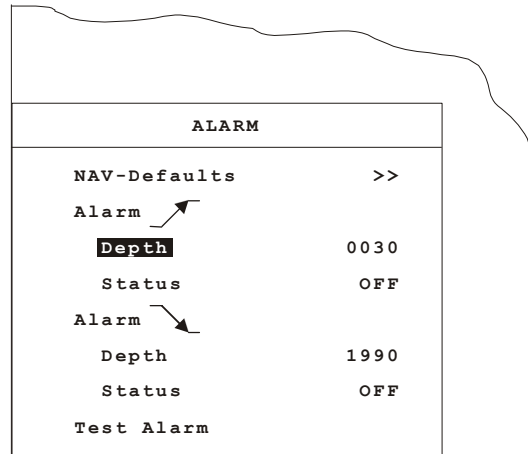 ALARM
NAV-Defaults >>
Alarm
Depth 0030
Status OFF
Alarm
Depth 1990
Status OFF
Test Alarm